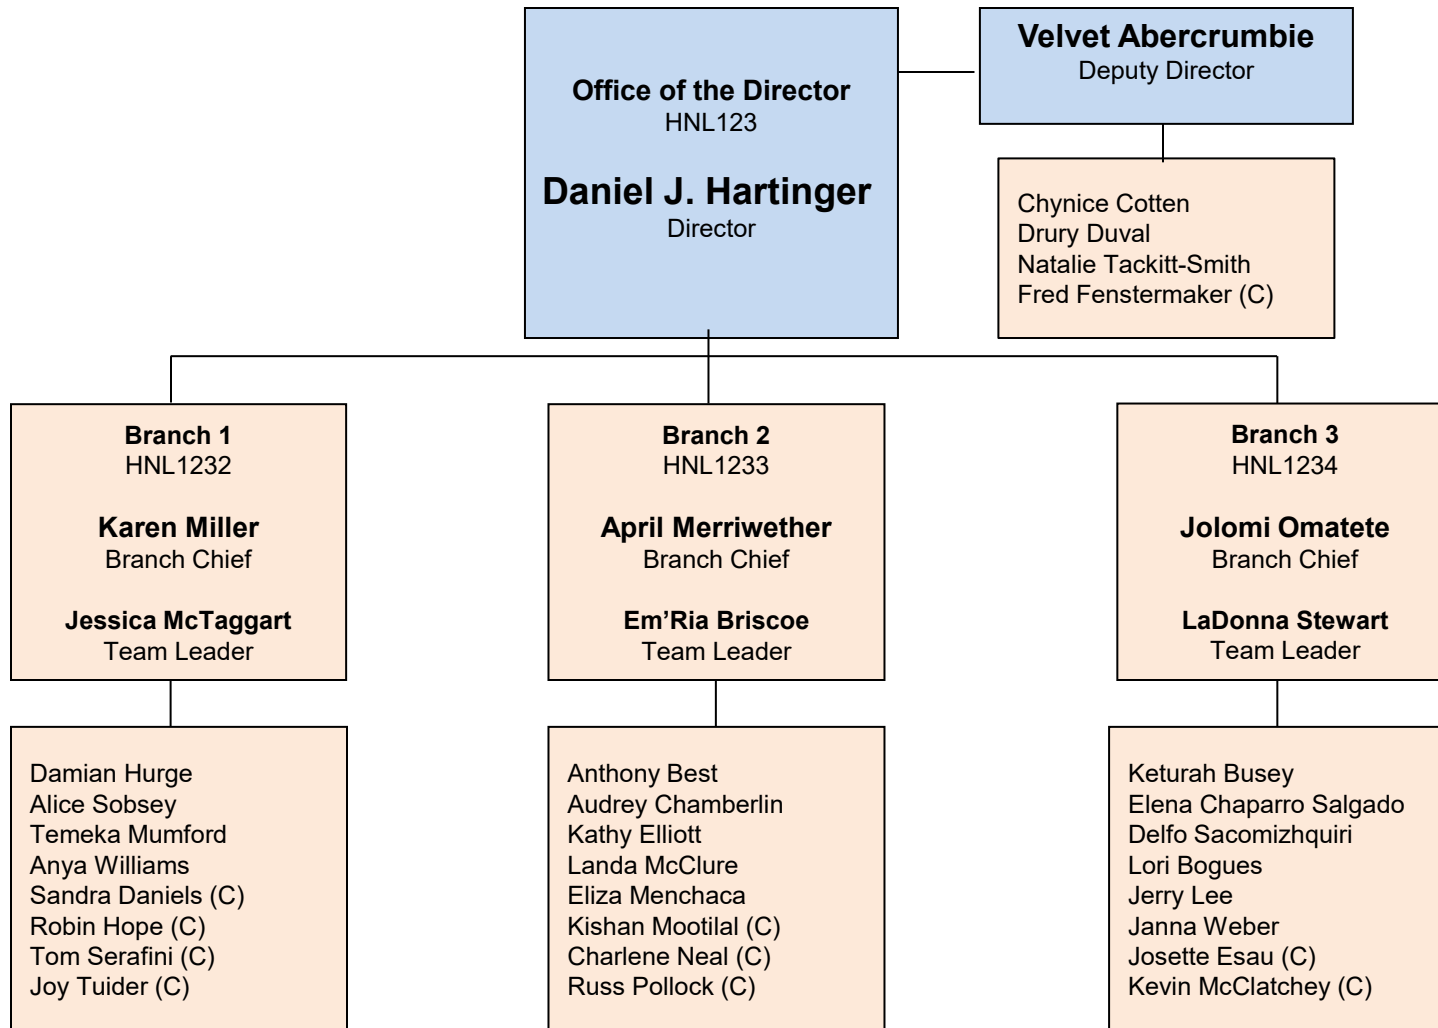 Office of the Director
HNL123
Daniel J. Hartinger
Director
Velvet Abercrumbie
Deputy Director
Chynice Cotten
Drury Duval
Natalie Tackitt-Smith
Fred Fenstermaker (C)
Branch 1
HNL1232
Karen Miller
Branch Chief
Jessica McTaggart
Team Leader
Damian Hurge
Alice Sobsey
Temeka Mumford
Anya Williams
Sandra Daniels (C)
Robin Hope (C)
Tom Serafini (C)
Joy Tuider (C)
Branch 2
HNL1233
April Merriwether
Branch Chief
Em’Ria Briscoe
Team Leader
Anthony Best
Audrey Chamberlin
Kathy Elliott
Landa McClure
Eliza Menchaca
Kishan Mootilal (C)
Charlene Neal (C)
Russ Pollock (C)
Branch 3
HNL1234
Jolomi Omatete
Branch Chief
LaDonna Stewart
Team Leader
Keturah Busey
Elena Chaparro Salgado
Delfo Sacomizhquiri
Lori Bogues
Jerry Lee
Janna Weber
Josette Esau (C)
Kevin McClatchey (C)